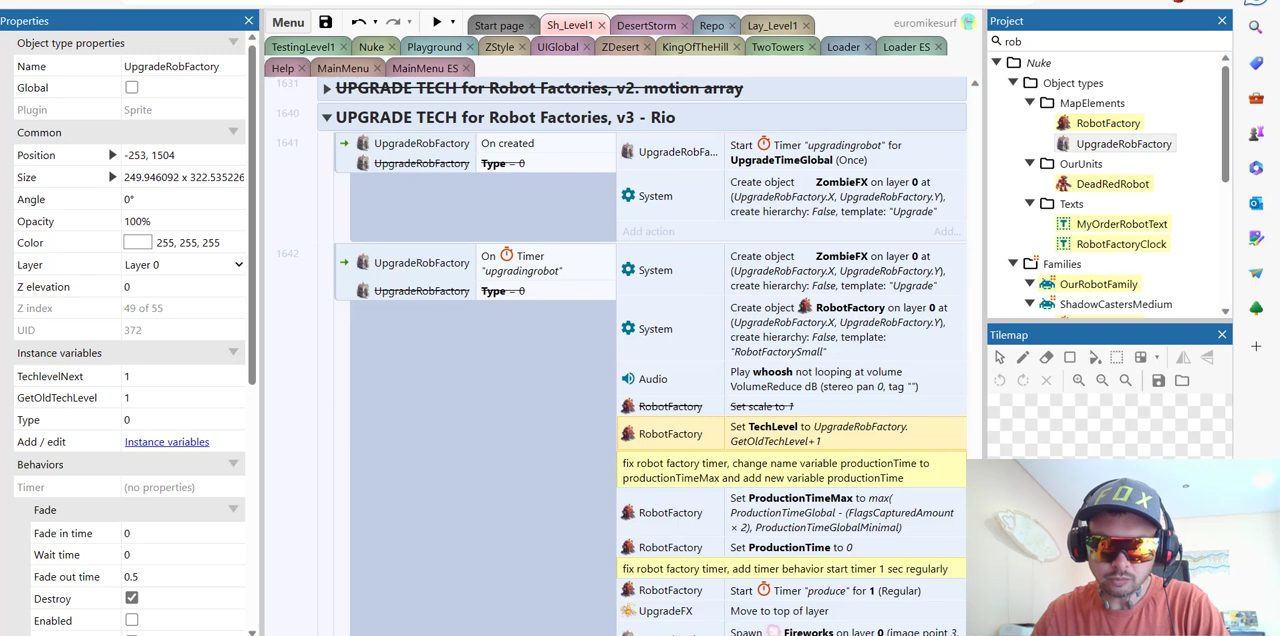 Properties
Object type properties
Name UpgradeRobFactory
Global
Plugin Sprite
Common
Position -253, 1504
Size 249.946092 x 322.535226
Angle 0°
Opacity 100%
Color 255, 255, 255
Layer Layer 0
Z elevation 0
Z index 49 of 55
UID 372
Instance variables
TechlevelNext 1
GetOldTechLevel 1
Type 0
Add / edit Instance variables
Behaviors
Timer (no properties)
Fade
Fade in time 0
Wait time 0
Fade out time 0.5
Destroy
Enabled
Menu
Start page Sh_Level1 DesertStorm Repo Lay_Level1
euromikesurf
TestingLevel1 Nuke Playground ZStyle UIGlobal ZDesert KingOfTheHill TwoTowers Loader Loader ES
Help MainMenu MainMenu ES
1631 UPGRADE TECH for Robot Factories, v2. motion array
1640 UPGRADE TECH for Robot Factories, v3 - Rio
1641
UpgradeRobFactory On created
UpgradeRobFactory Type = 0
UpgradeRobFa... Start Timer "upgradingrobot" for
UpgradeTimeGlobal (Once)
System
Create object ZombieFX on layer 0 at
(UpgradeRobFactory.X, UpgradeRobFactory.Y),
create hierarchy: False, template: "Upgrade"
Add action Add...
1642
UpgradeRobFactory On Timer
"upgradingrobot"
UpgradeRobFactory Type = 0
System
Create object ZombieFX on layer 0 at
(UpgradeRobFactory.X, UpgradeRobFactory.Y),
create hierarchy: False, template: "Upgrade"
System
Create object RobotFactory on layer 0 at
(UpgradeRobFactory.X, UpgradeRobFactory.Y),
create hierarchy: False, template:
"RobotFactorySmall"
Audio
Play whoosh not looping at volume
VolumeReduce dB (stereo pan 0, tag "")
RobotFactory Set scale to 1
RobotFactory
Set TechLevel to UpgradeRobFactory.
GetOldTechLevel+1
fix robot factory timer, change name variable productionTime to
productionTimeMax and add new variable productionTime
RobotFactory
Set ProductionTimeMax to max(
ProductionTimeGlobal - (FlagsCapturedAmount
× 2), ProductionTimeGlobalMinimal)
RobotFactory Set ProductionTime to 0
fix robot factory timer, add timer behavior start timer 1 sec regularly
RobotFactory Start Timer "produce" for 1 (Regular)
UpgradeFX Move to top of layer
Spawn Fireworks on layer 0 (image point 3,
Project
rob
Nuke
Object types
MapElements
RobotFactory
UpgradeRobFactory
OurUnits
DeadRedRobot
Texts
MyOrderRobotText
RobotFactoryClock
Families
OurRobotFamily
ShadowCastersMedium
Tilemap
FOX